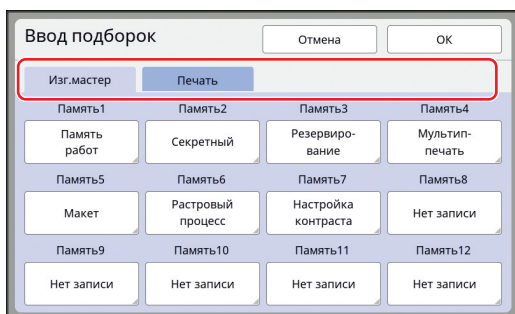 Ввод подборок
Отмена
ОК
Изг.мастер
Печать
Память1
Память2
Память3
Память4
Память
работ
Секретный
Резервиро-
вание
Мультип-
печать
Память5
Память6
Память7
Память8
Макет
Растровый
процесс
Настройка
контраста
Нет записи
Память9
Память10
Память11
Память12
Нет записи
Нет записи
Нет записи
Нет записи